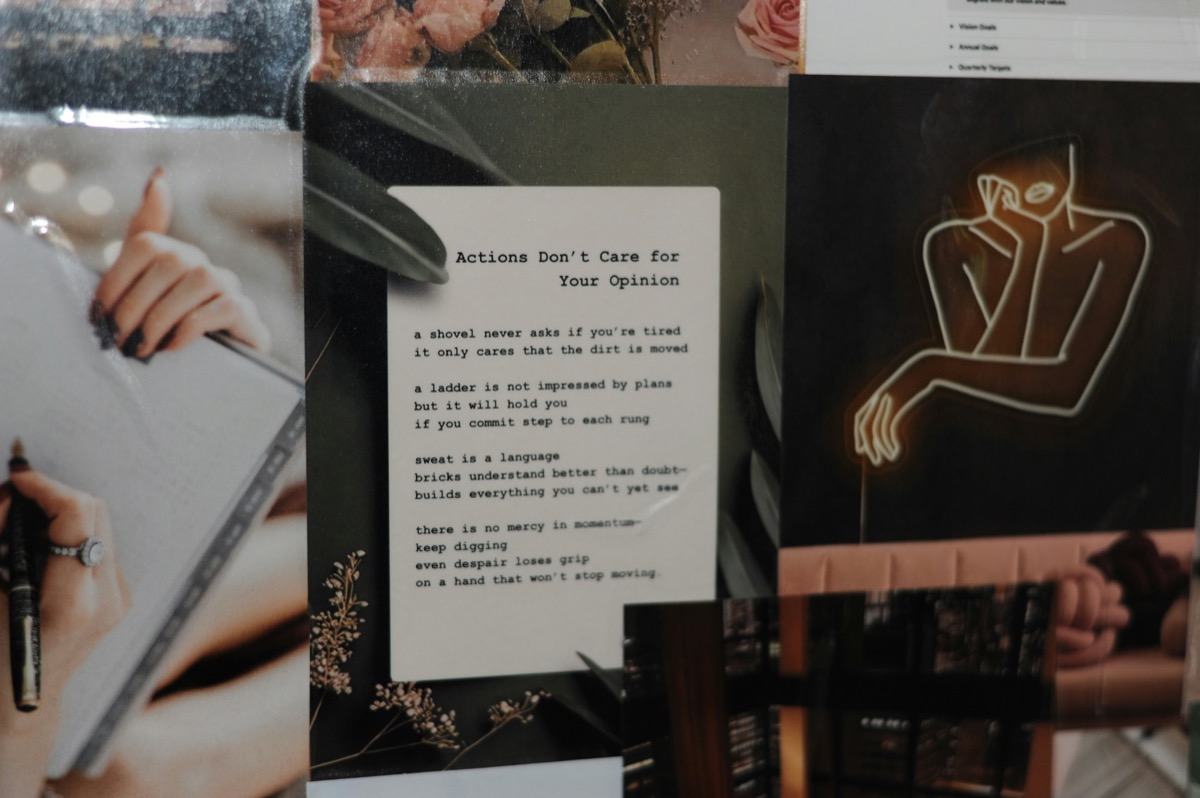 Vision Goals
Annual Goals
Quarterly Targets
Actions Don't Care for
Your Opinion
a shovel never asks if you're tired
it only cares that the dirt is moved
a ladder is not impressed by plans
but it will hold you
if you commit step to each rung
sweat is a language
bricks understand better than doubt—
builds everything you can't yet see
there is no mercy in momentum—
keep digging
even despair loses grip
on a hand that won't stop moving.